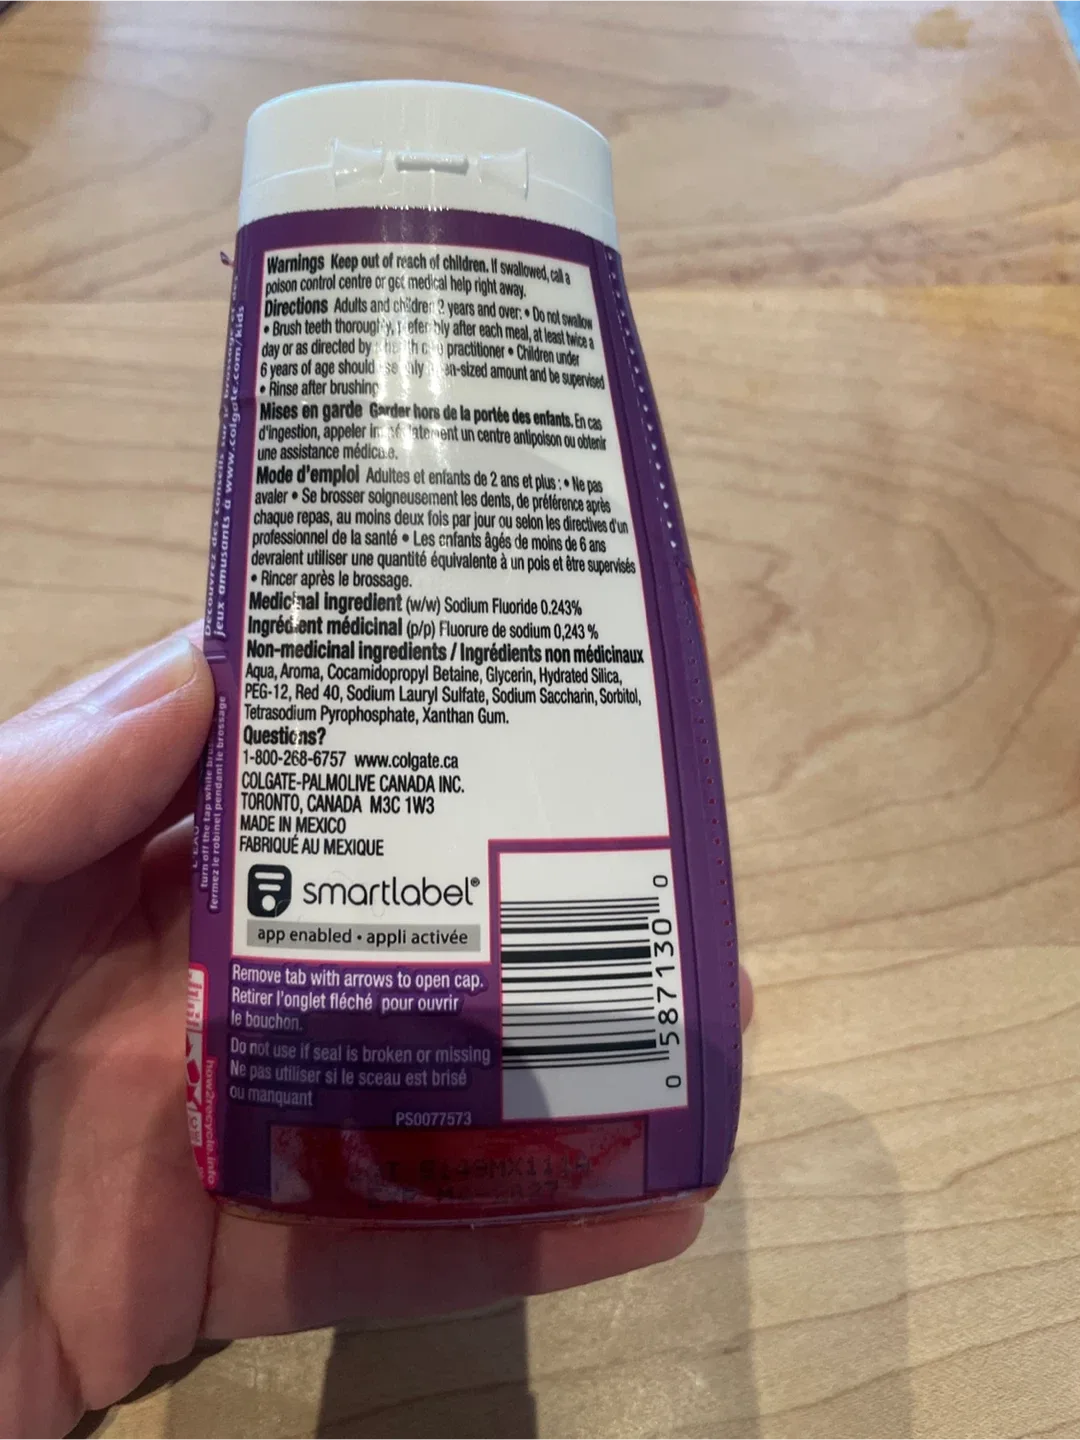 Warnings Keep out of reach of children. If swallowed, call a
poison control centre or get medical help right away.
Directions Adults and children 2 years and over: • Do not swallow
• Brush teeth thoroughly, preferably after each meal, at least twice a
day or as directed by a health care practitioner • Children under
6 years of age should use only a pea-sized amount and be supervised
• Rinse after brushing
Mises en garde Garder hors de la portée des enfants. En cas
d'ingestion, appeler immédiatement un centre antipoison ou obtenir
une assistance médicale.
Mode d'emploi Adultes et enfants de 2 ans et plus : • Ne pas
avaler • Se brosser soigneusement les dents, de préférence après
chaque repas, au moins deux fois par jour ou selon les directives d'un
professionnel de la santé • Les enfants âgés de moins de 6 ans
devraient utiliser une quantité équivalente à un pois et être supervisés
• Rincer après le brossage.
Medicinal ingredient (w/w) Sodium Fluoride 0.243%
Ingrédient médicinal (p/p) Fluorure de sodium 0,243 %
Non-medicinal ingredients / Ingrédients non médicinaux
Aqua, Aroma, Cocamidopropyl Betaine, Glycerin, Hydrated Silica,
PEG-12, Red 40, Sodium Lauryl Sulfate, Sodium Saccharin, Sorbitol,
Tetrasodium Pyrophosphate, Xanthan Gum.
Questions?
1-800-268-6757 www.colgate.ca
COLGATE-PALMOLIVE CANADA INC.
TORONTO, CANADA M3C 1W3
MADE IN MEXICO
FABRIQUÉ AU MEXIQUE
smartlabel®
app enabled • appli activée
Remove tab with arrows to open cap.
Retirer l'onglet fléché pour ouvrir
le bouchon.
Do not use if seal is broken or missing
Ne pas utiliser si le sceau est brisé
ou manquant
PS0077573
0 587130 0
Découvrez des conseils sur le brossage et des
jeux amusants à www.colgate.com/kids
L'EAU
turn off the tap while
fermez le robinet pendant le brossage
how2recycle.info